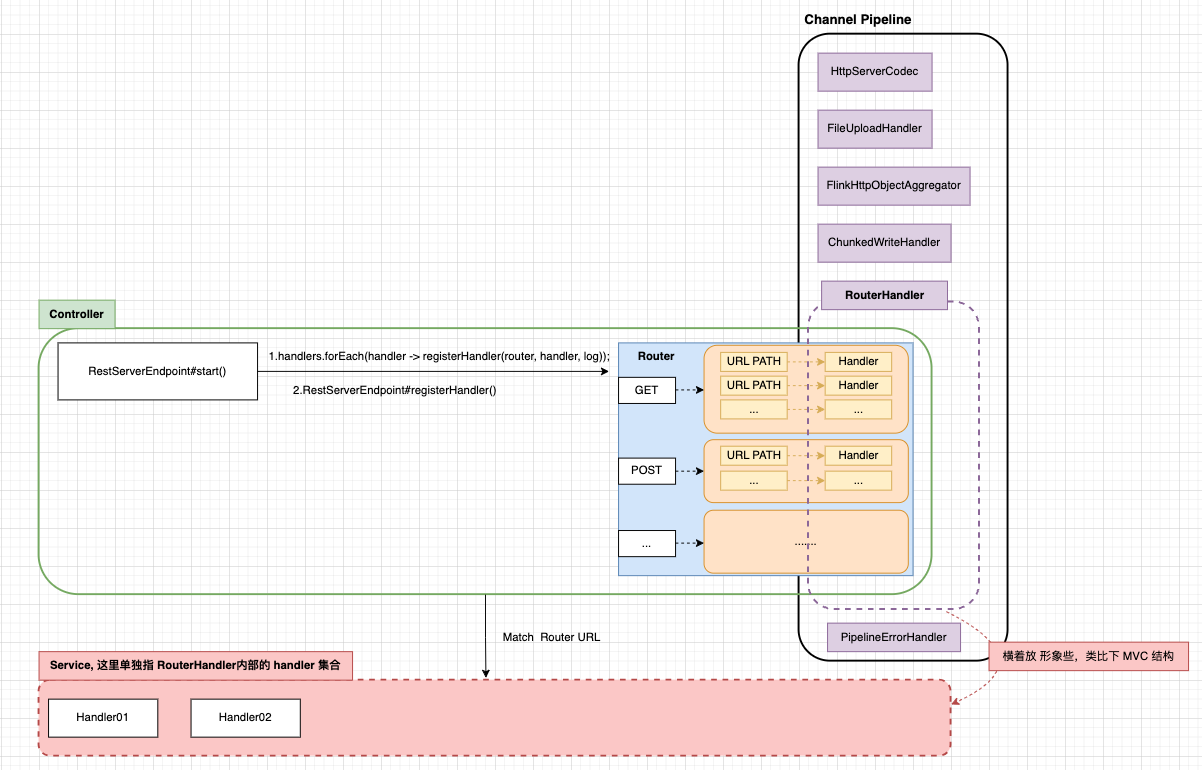 Channel Pipeline
HttpServerCodec
FileUploadHandler
FlinkHttpObjectAggregator
ChunkedWriteHandler
RouterHandler
Controller
RestServerEndpoint#start()
1.handlers.forEach(handler -> registerHandler(router, handler, log));
2.RestServerEndpoint#registerHandler()
Router
GET
URL PATH
Handler
URL PATH
Handler
...
...
POST
URL PATH
Handler
...
...
...
.......
PipelineErrorHandler
Match Router URL
横着放 形象些，类比下 MVC 结构
Service, 这里单独指 RouterHandler内部的 handler 集合
Handler01
Handler02